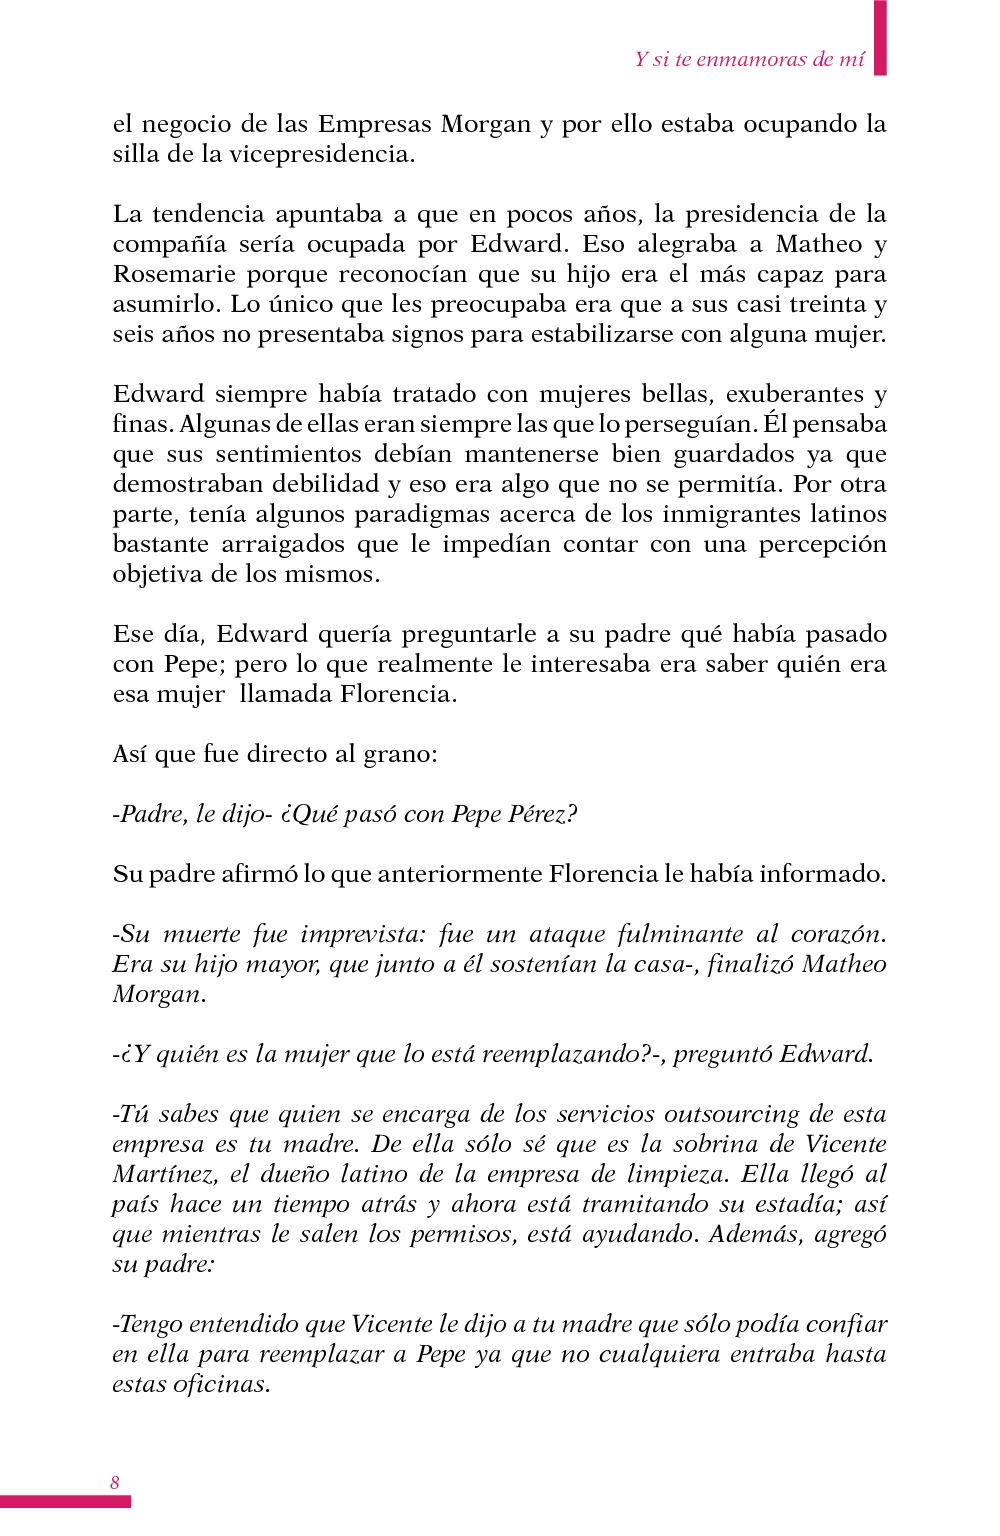 Y si te enmamoras de mí
el negocio de las Empresas Morgan y por ello estaba ocupando la
silla de la vicepresidencia.
La tendencia apuntaba a que en pocos años, la presidencia de la
compañía sería ocupada por Edward. Eso alegraba a Matheo y
Rosemarie porque reconocían que su hijo era el más capaz para
asumirlo. Lo único que les preocupaba era que a sus casi treinta y
seis años no presentaba signos para estabilizarse con alguna mujer.
Edward siempre había tratado con mujeres bellas, exuberantes y
finas. Algunas de ellas eran siempre las que lo perseguían. Él pensaba
que sus sentimientos debían mantenerse bien guardados ya que
demostraban debilidad y eso era algo que no se permitía. Por otra
parte, tenía algunos paradigmas acerca de los inmigrantes latinos
bastante arraigados que le impedían contar con una percepción
objetiva de los mismos.
Ese día, Edward quería preguntarle a su padre qué había pasado
con Pepe; pero lo que realmente le interesaba era saber quién era
esa mujer  llamada Florencia.
Así que fue directo al grano:
-Padre, le dijo- ¿Qué pasó con Pepe Pérez?
Su padre afirmó lo que anteriormente Florencia le había informado.
-Su muerte fue imprevista: fue un ataque fulminante al corazón.
Era su hijo mayor, que junto a él sostenían la casa-, finalizó Matheo
Morgan.
-¿Y quién es la mujer que lo está reemplazando?-, preguntó Edward.
-Tú sabes que quien se encarga de los servicios outsourcing de esta
empresa es tu madre. De ella sólo sé que es la sobrina de Vicente
Martínez, el dueño latino de la empresa de limpieza. Ella llegó al
país hace un tiempo atrás y ahora está tramitando su estadía; así
que mientras le salen los permisos, está ayudando. Además, agregó
su padre:
-Tengo entendido que Vicente le dijo a tu madre que sólo podía confiar
en ella para reemplazar a Pepe ya que no cualquiera entraba hasta
estas oficinas.
8